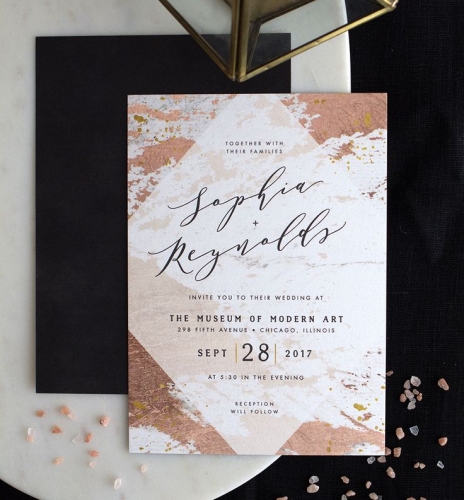 TOGETHER WITH
THEIR FAMILIES
Sophia
+
Reynolds
INVITE YOU TO THEIR WEDDING AT
THE MUSEUM OF MODERN ART
298 FIFTH AVENUE • CHICAGO, ILLINOIS
SEPT | 28 | 2017
AT 5:30 IN THE EVENING
RECEPTION
WILL FOLLOW